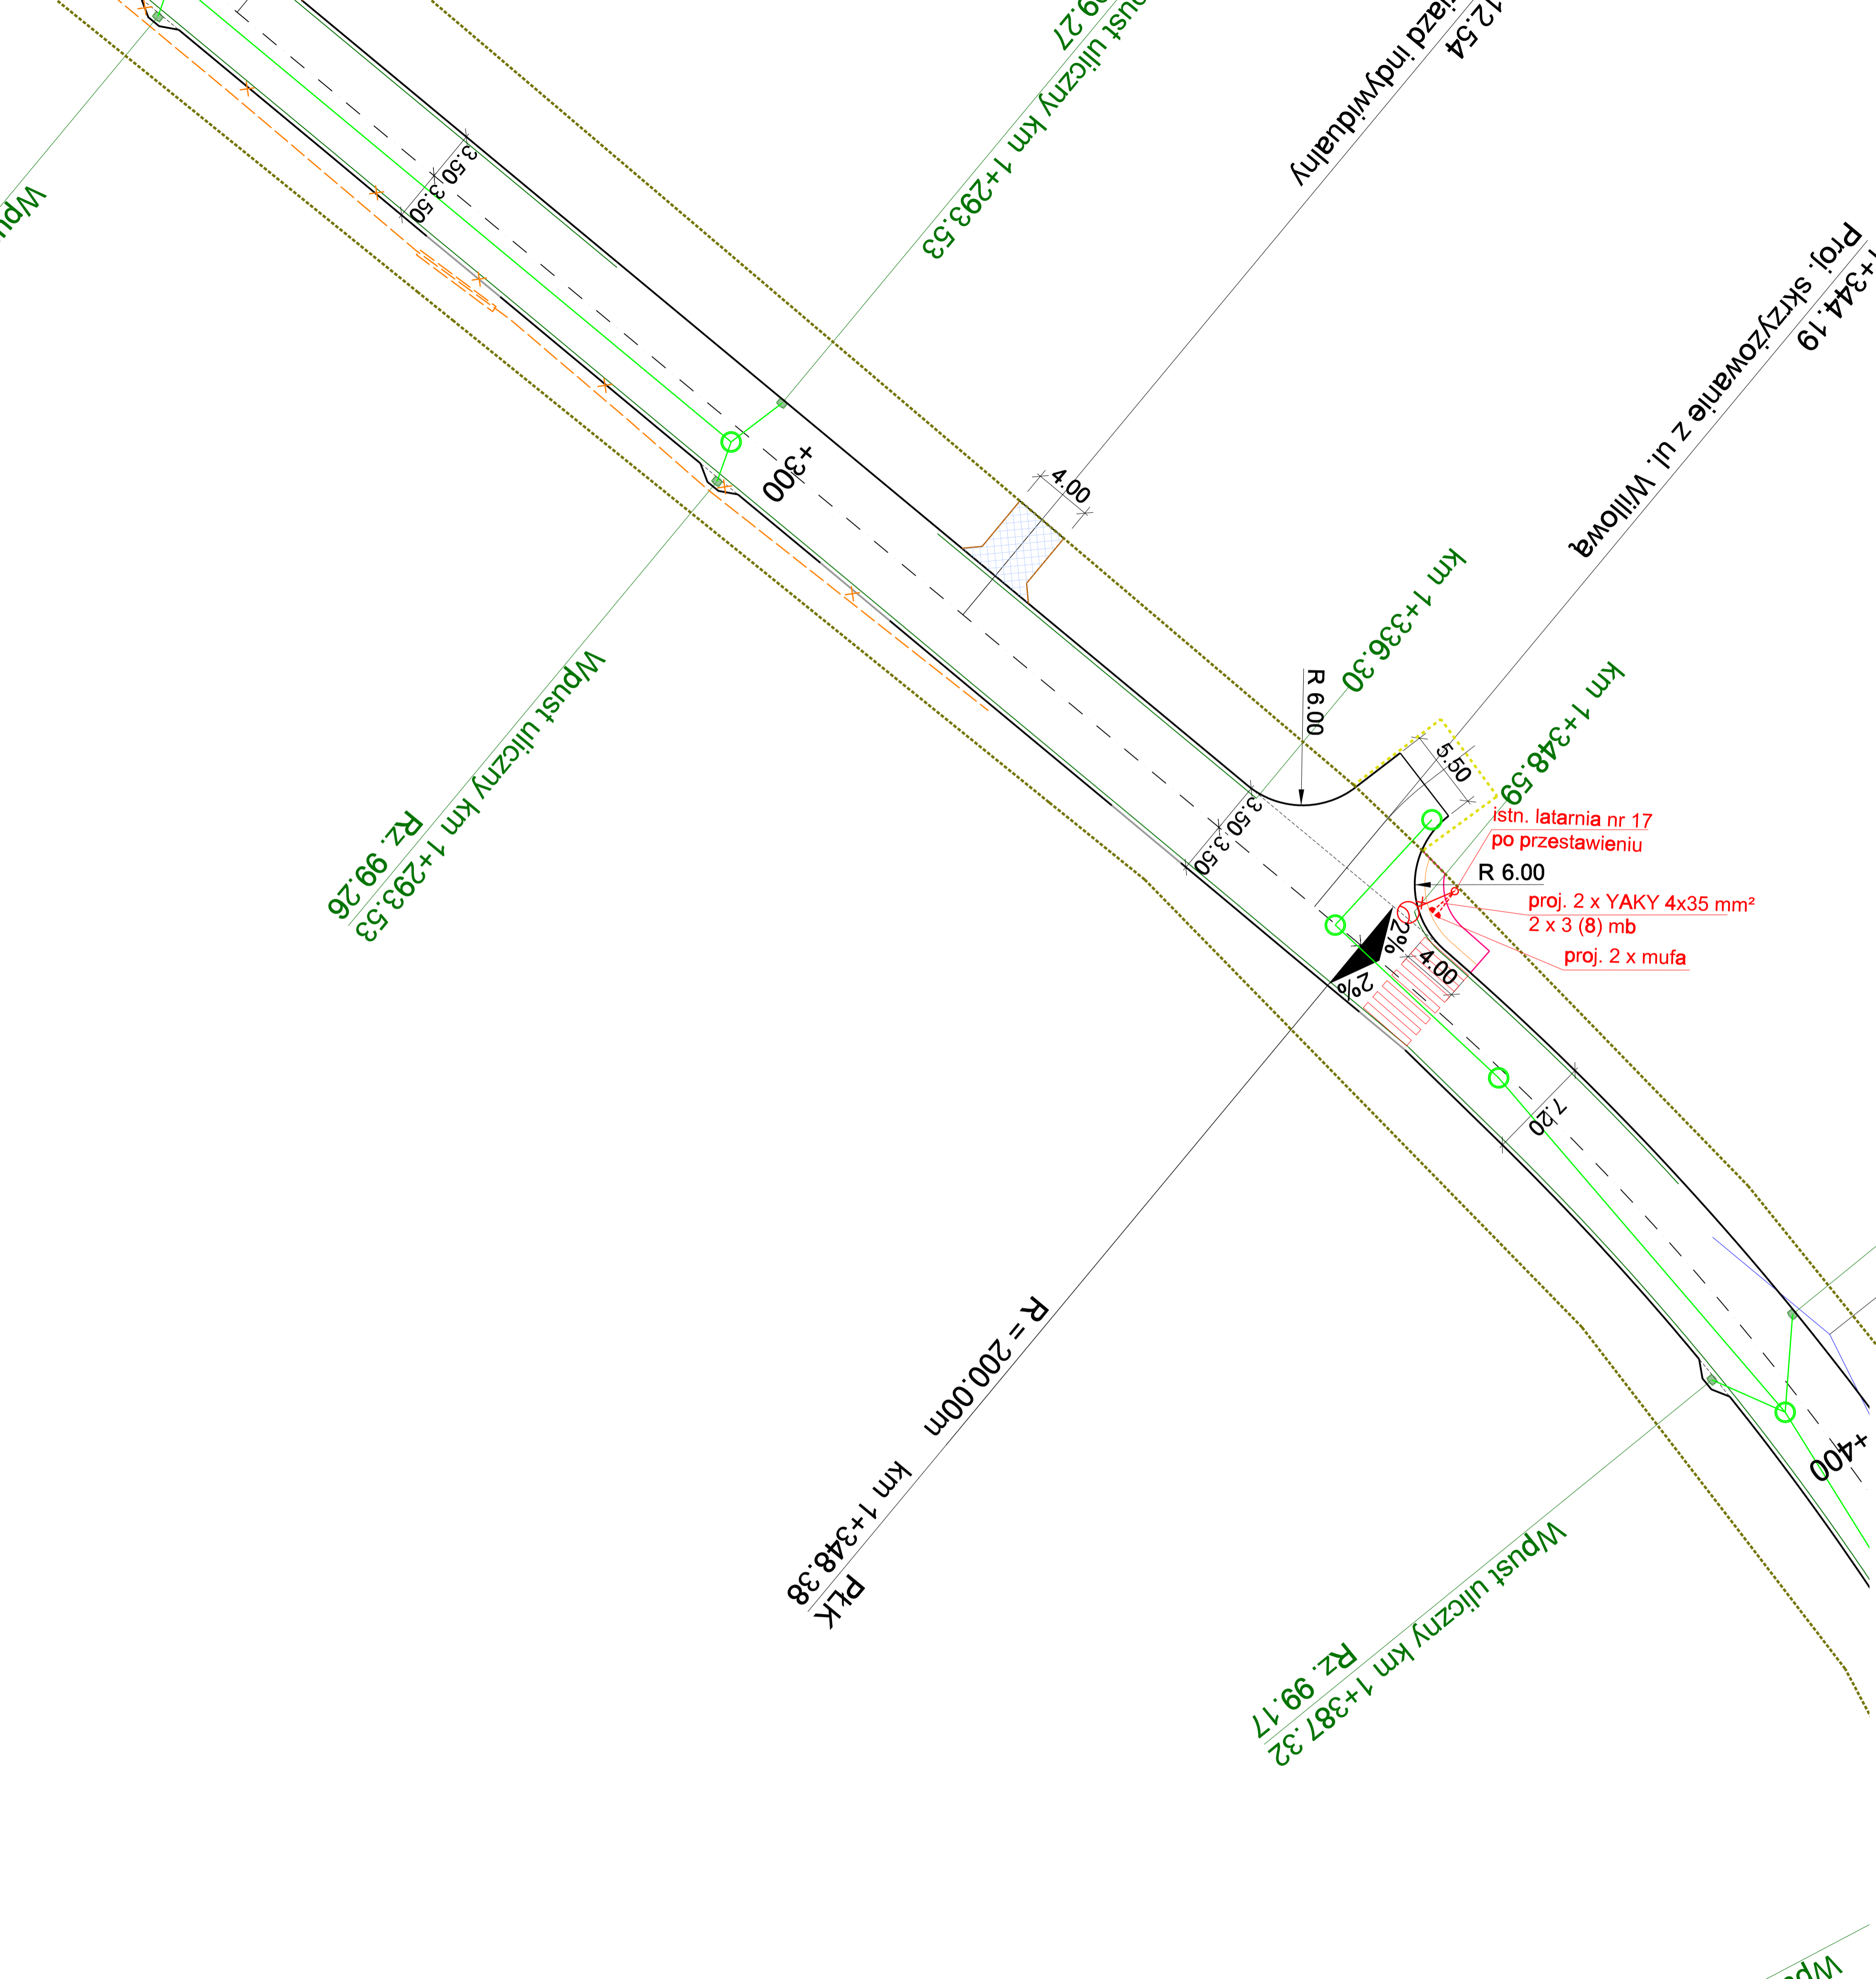 99.27
pust uliczny km 1+293.53
12.54
jazd indywidualny
1+344.19
Proj. skrzyżowanie z ul. Willową
Wpu
3.50
3.50
+300
4.00
km 1+336.30
km 1+348.59
R 6.00
5.50
3.50
3.50
istn. latarnia nr 17
po przestawieniu
R 6.00
proj. 2 x YAKY 4x35 mm²
2 x 3 (8) mb
proj. 2 x mufa
2%
2%
4.00
7.20
Wpust uliczny km 1+293.53
Rz. 99.26
R = 200.00m
km 1+348.38
PŁK
+400
Wpust uliczny km 1+387.32
Rz. 99.17
Wpu